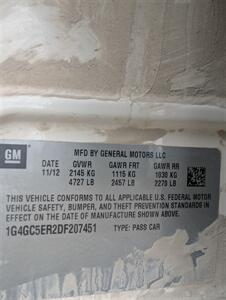 GM
MFD BY GENERAL MOTORS LLC
11/12
GVWR GAWR FRT GAWR RR
2145 KG 1115 KG 1030 KG
4727 LB 2457 LB 2270 LB
THIS VEHICLE CONFORMS TO ALL APPLICABLE U.S. FEDERAL MOTOR
VEHICLE SAFETY, BUMPER, AND THEFT PREVENTION STANDARDS
IN EFFECT ON THE DATE OF MANUFACTURE SHOWN ABOVE.
1G4GC5ER2DF207451 TYPE: PASS CAR